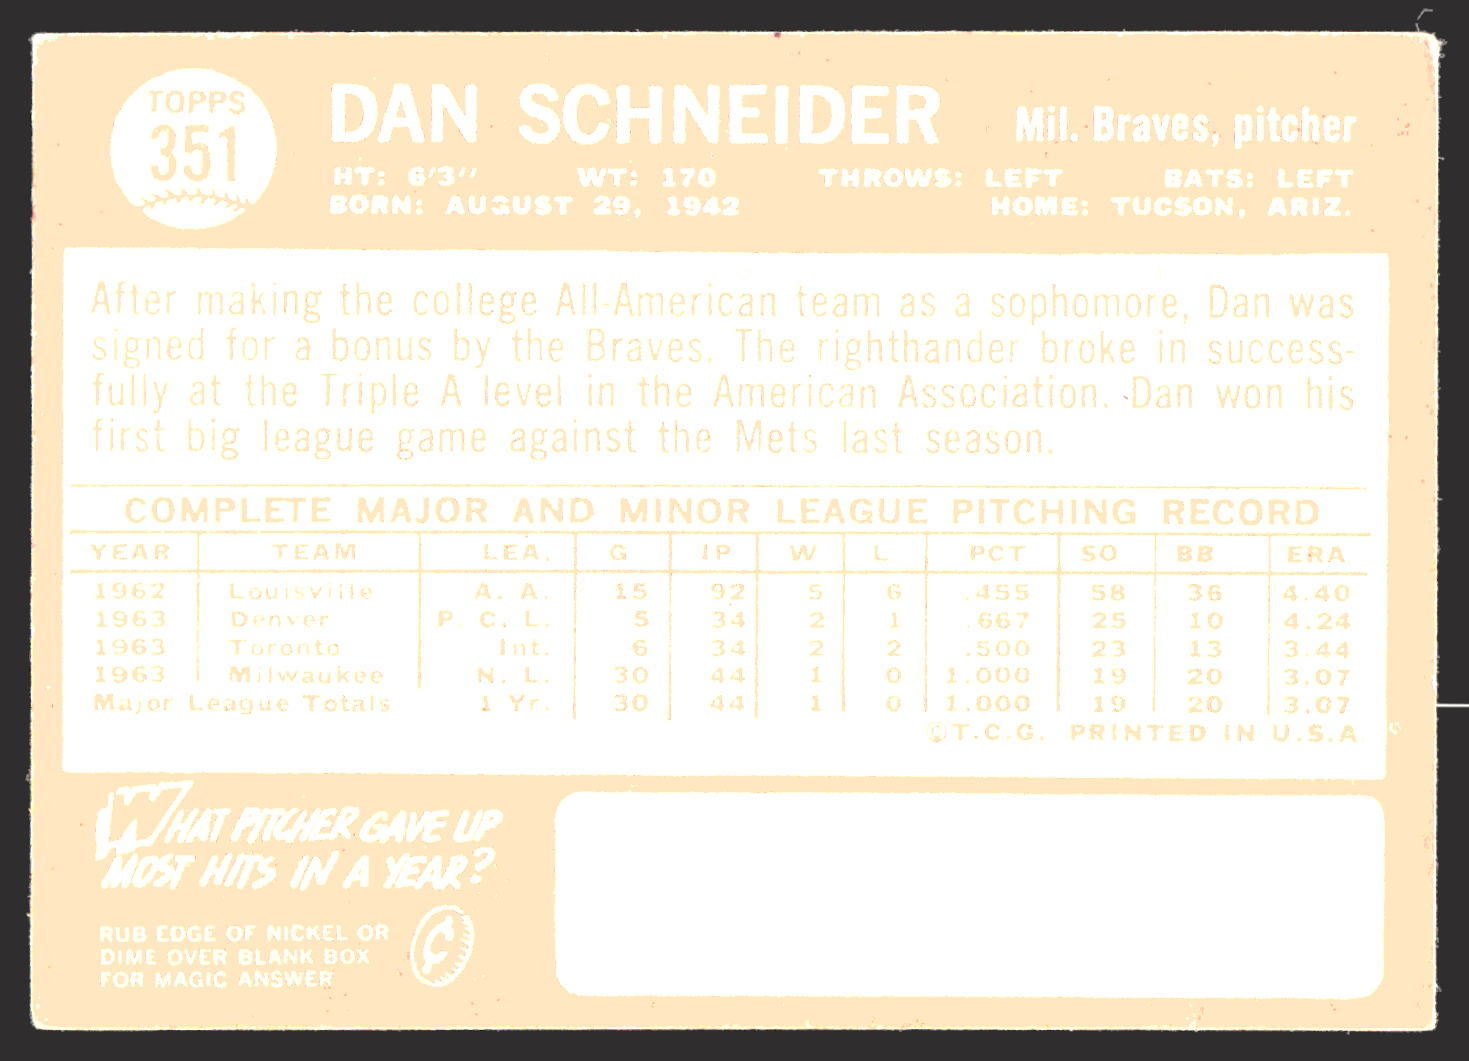 TOPPS
351
DAN SCHNEIDER Mil. Braves, pitcher
HT: 6'3" WT: 170 THROWS: LEFT BATS: LEFT
BORN: AUGUST 29, 1942 HOME: TUCSON, ARIZ.
After making the college All-American team as a sophomore, Dan was
signed for a bonus by the Braves. The righthander broke in success-
fully at the Triple A level in the American Association. Dan won his
first big league game against the Mets last season.
COMPLETE MAJOR AND MINOR LEAGUE PITCHING RECORD
YEAR TEAM LEA. G IP W L PCT SO BB ERA
1962 Louisville A. A. 15 92 5 6 .455 58 36 4.40
1963 Denver P. C. L. 5 34 2 1 .667 25 10 4.24
1963 Toronto Int. 6 34 2 2 .500 23 13 3.44
1963 Milwaukee N. L. 30 44 1 0 1.000 19 20 3.07
Major League Totals 1 Yr. 30 44 1 0 1.000 19 20 3.07
©T.C.G. PRINTED IN U.S.A.
WHAT PITCHER GAVE UP
MOST HITS IN A YEAR?
RUB EDGE OF NICKEL OR
DIME OVER BLANK BOX
FOR MAGIC ANSWER
¢